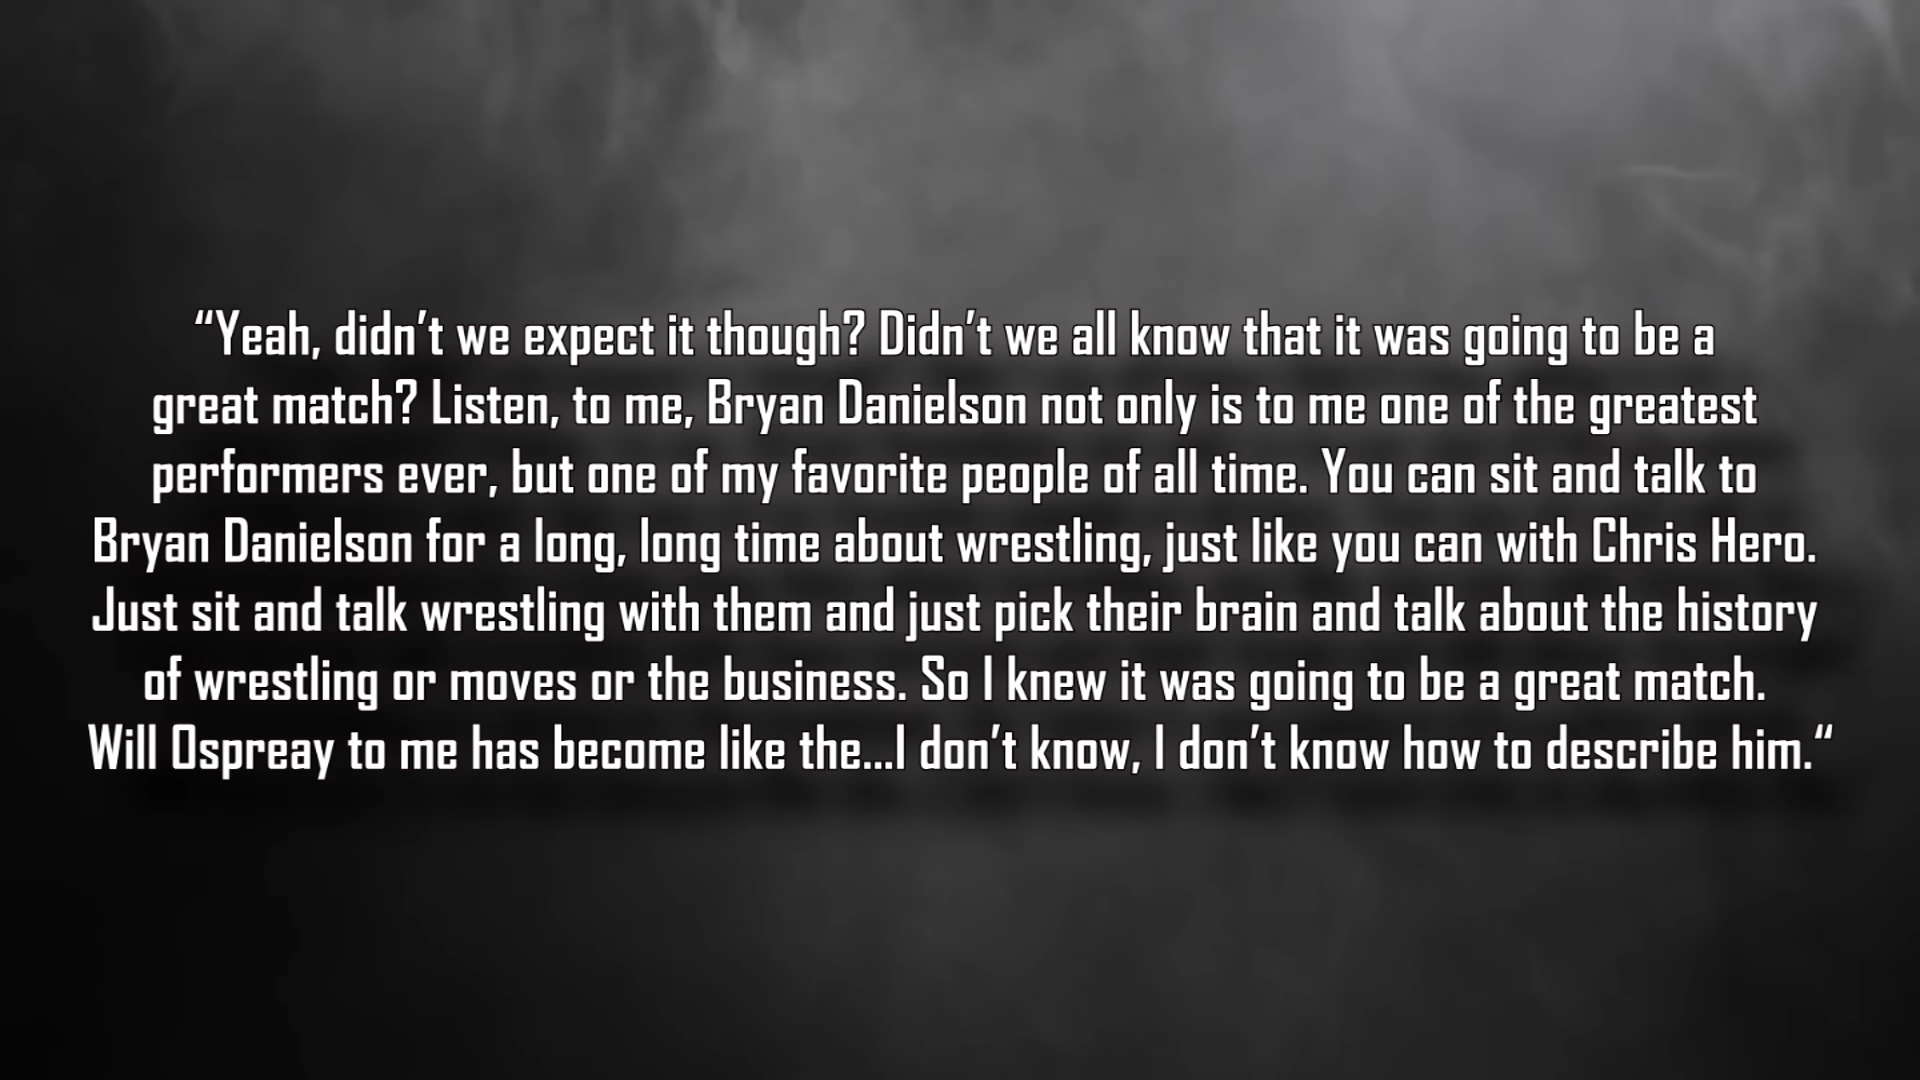 “Yeah, didn’t we expect it though? Didn’t we all know that it was going to be a
great match? Listen, to me, Bryan Danielson not only is to me one of the greatest
performers ever, but one of my favorite people of all time. You can sit and talk to
Bryan Danielson for a long, long time about wrestling, just like you can with Chris Hero.
Just sit and talk wrestling with them and just pick their brain and talk about the history
of wrestling or moves or the business. So I knew it was going to be a great match.
Will Ospreay to me has become like the...I don’t know, I don’t know how to describe him.“